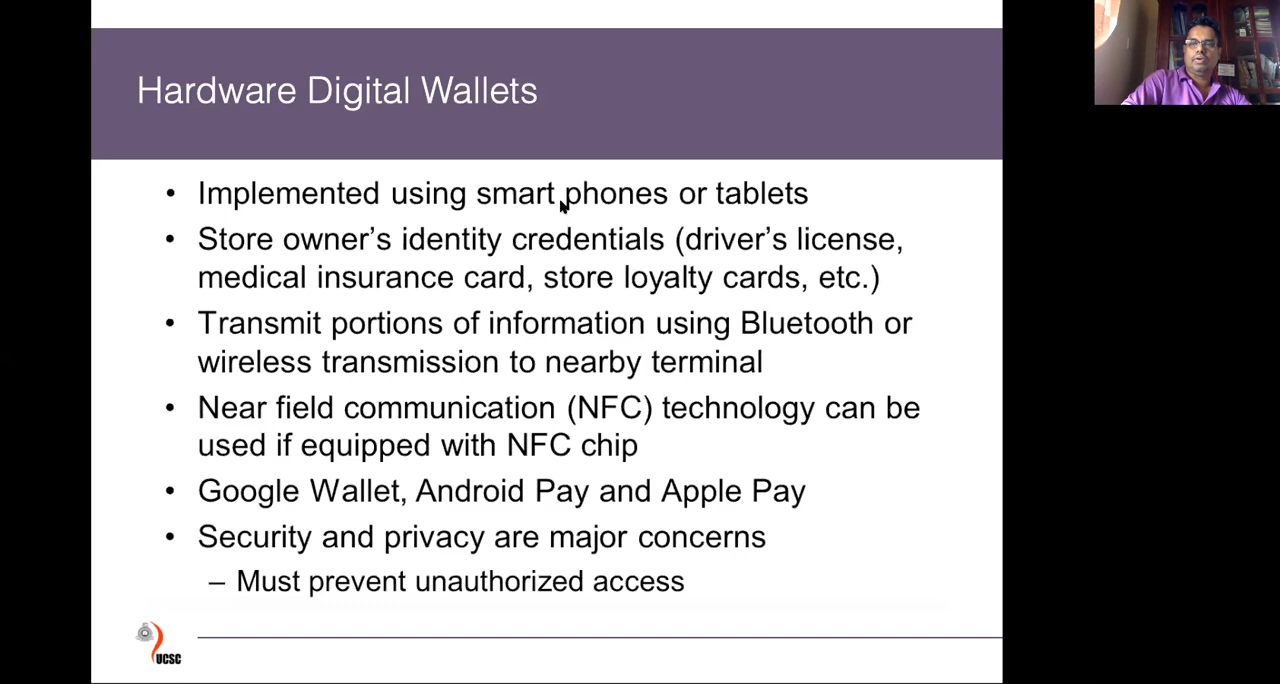 Hardware Digital Wallets
• Implemented using smart phones or tablets
• Store owner's identity credentials (driver's license,
medical insurance card, store loyalty cards, etc.)
• Transmit portions of information using Bluetooth or
wireless transmission to nearby terminal
• Near field communication (NFC) technology can be
used if equipped with NFC chip
• Google Wallet, Android Pay and Apple Pay
• Security and privacy are major concerns
– Must prevent unauthorized access
UCSC